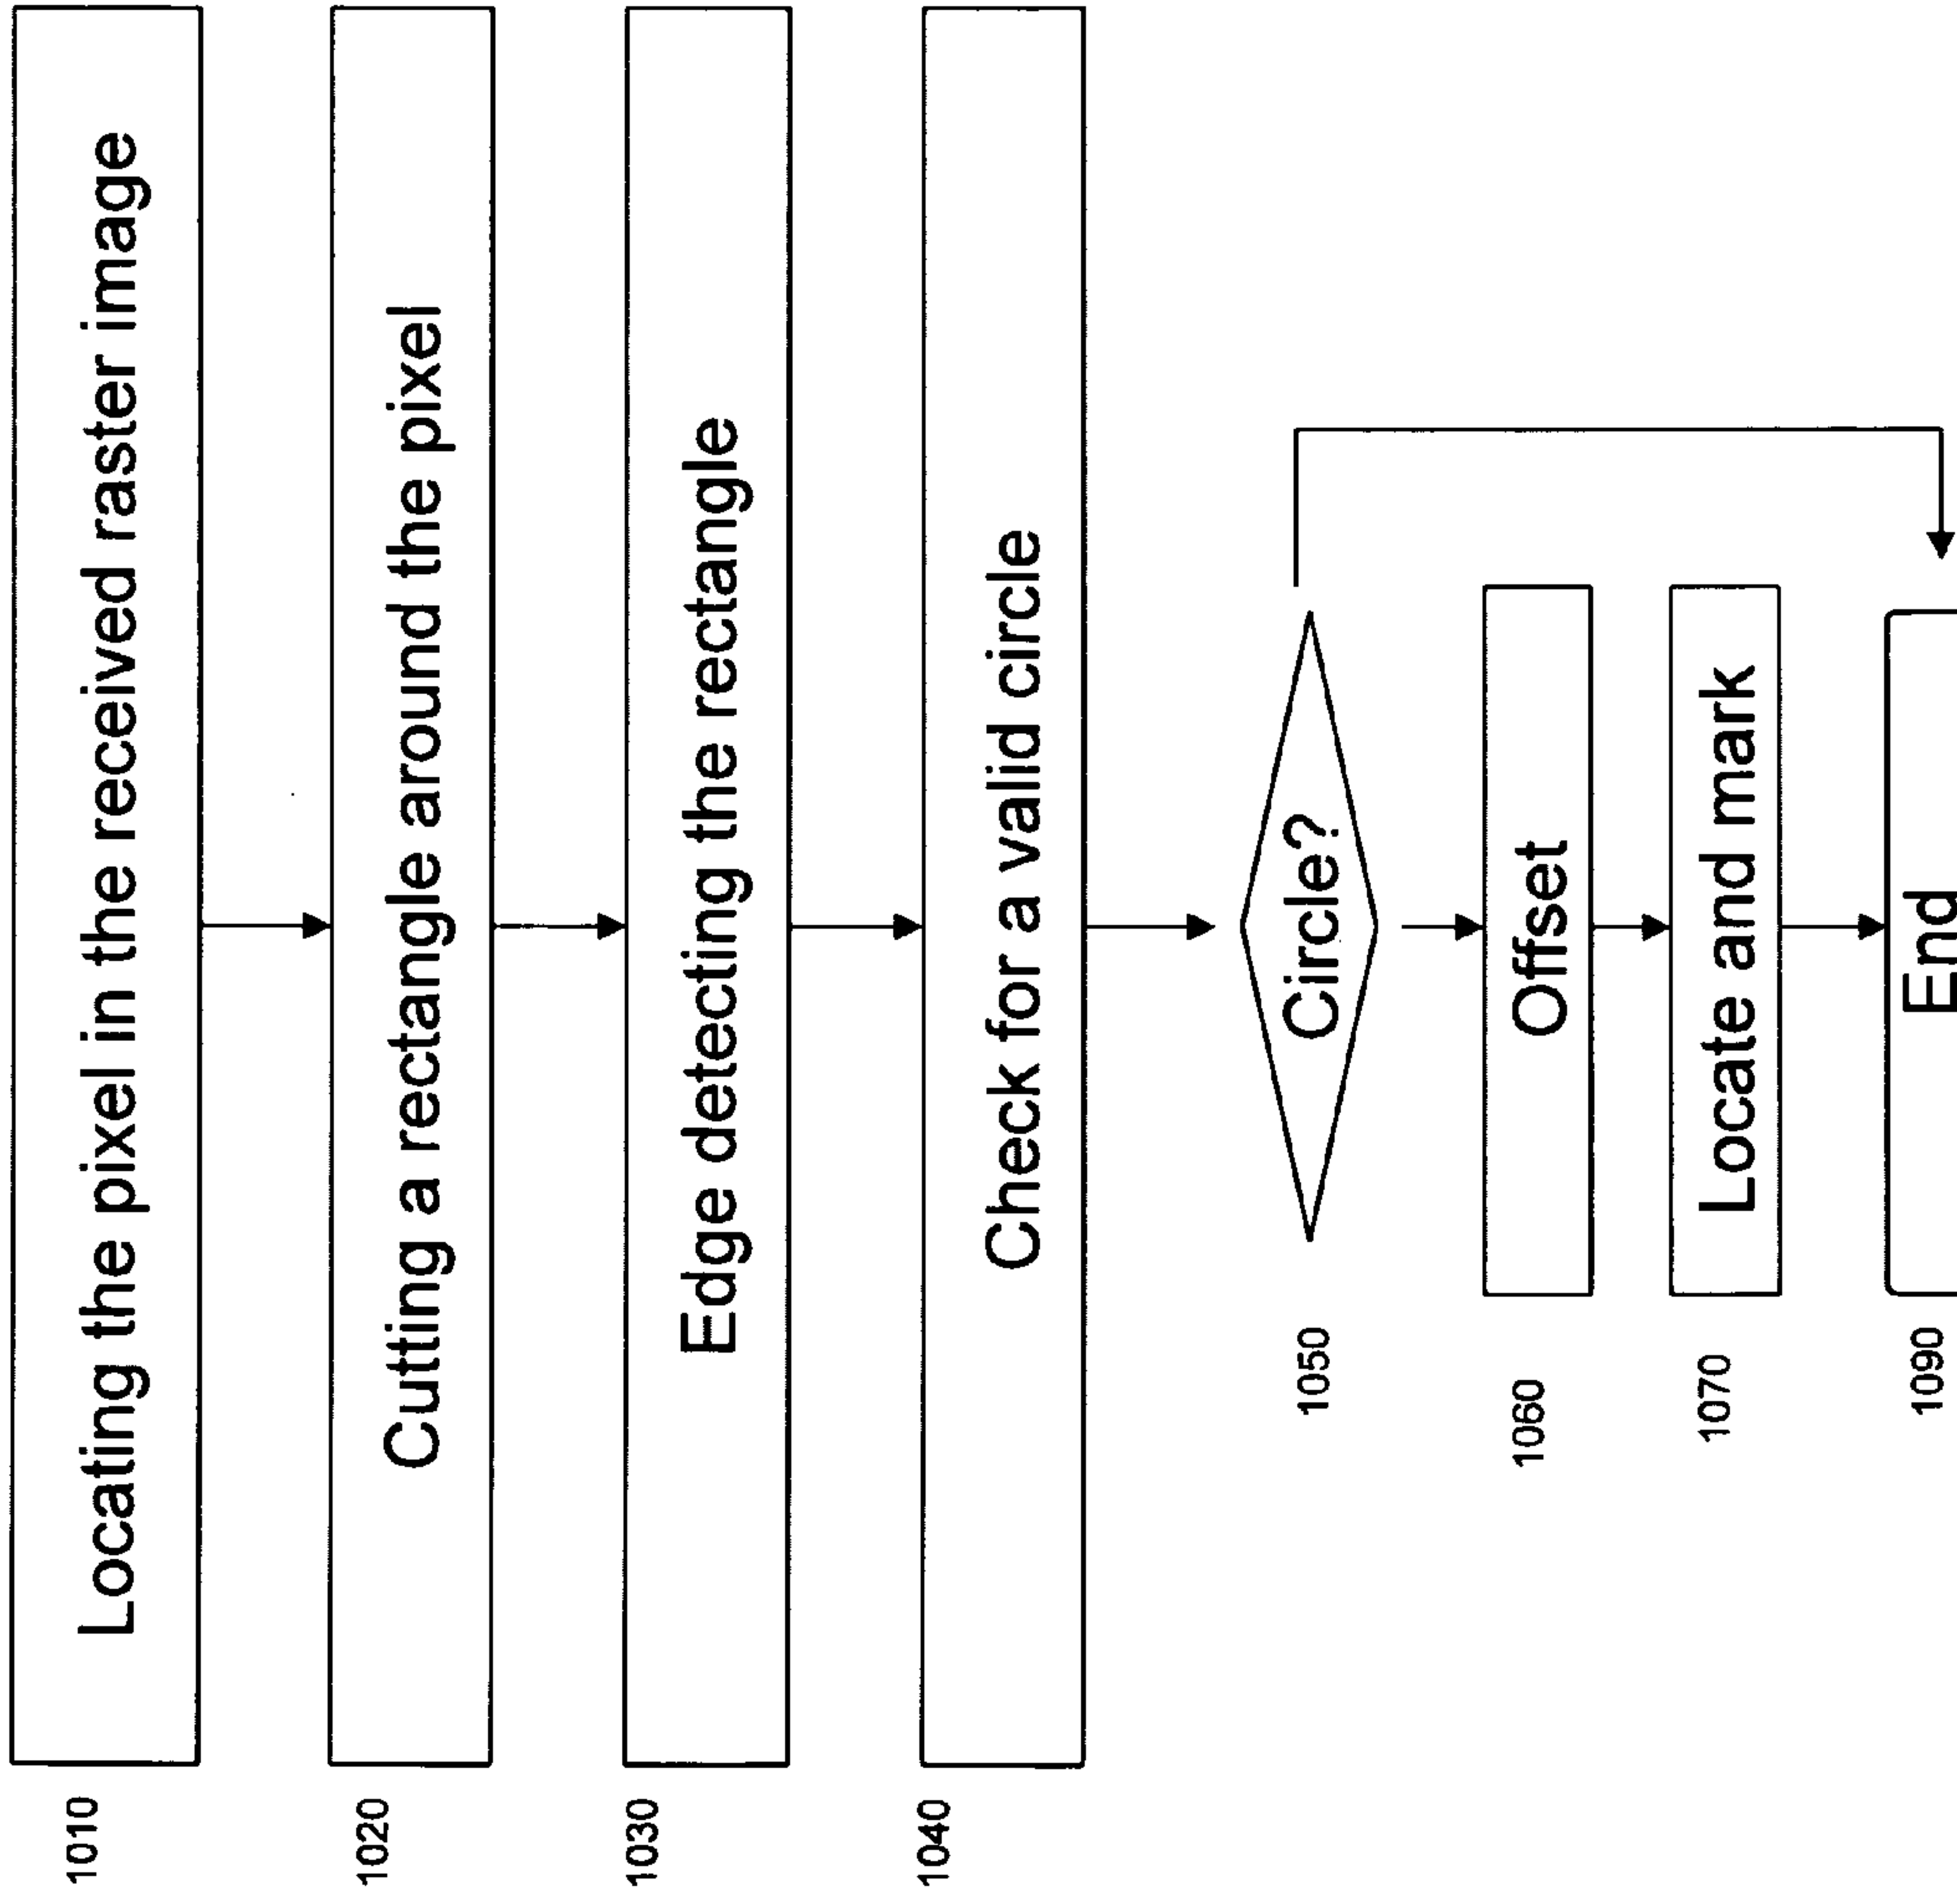 1010
Locating the pixel in the received raster image
1020
Cutting a rectangle around the pixel
1030
Edge detecting the rectangle
1040
Check for a valid circle
1050
Circle?
1060
Offset
1070
Locate and mark
1090
End